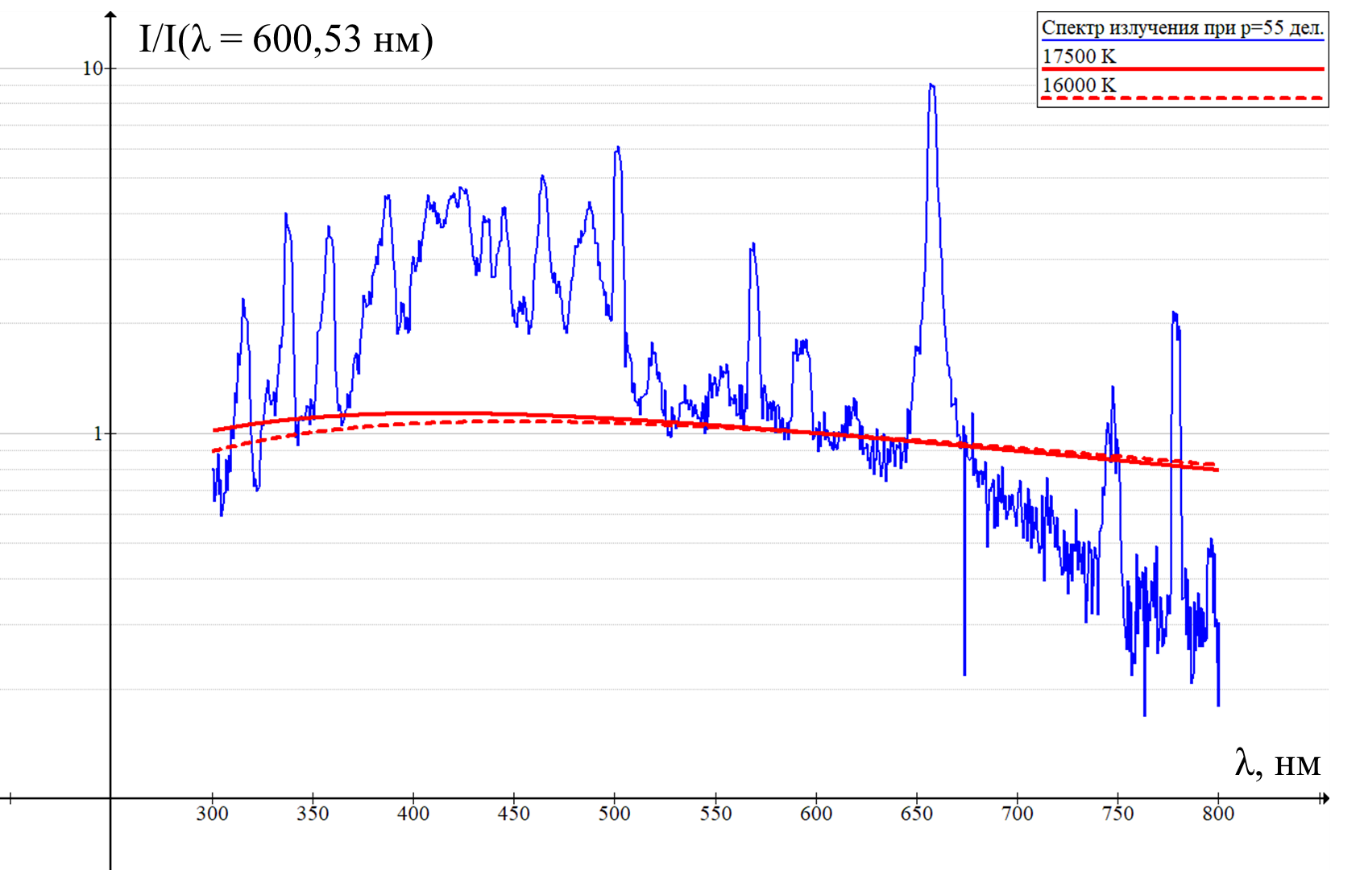 I/I(λ = 600,53 нм)
Спектр излучения при p=55 дел.
17500 K
16000 K
10
1
λ, нм
300 350 400 450 500 550 600 650 700 750 800